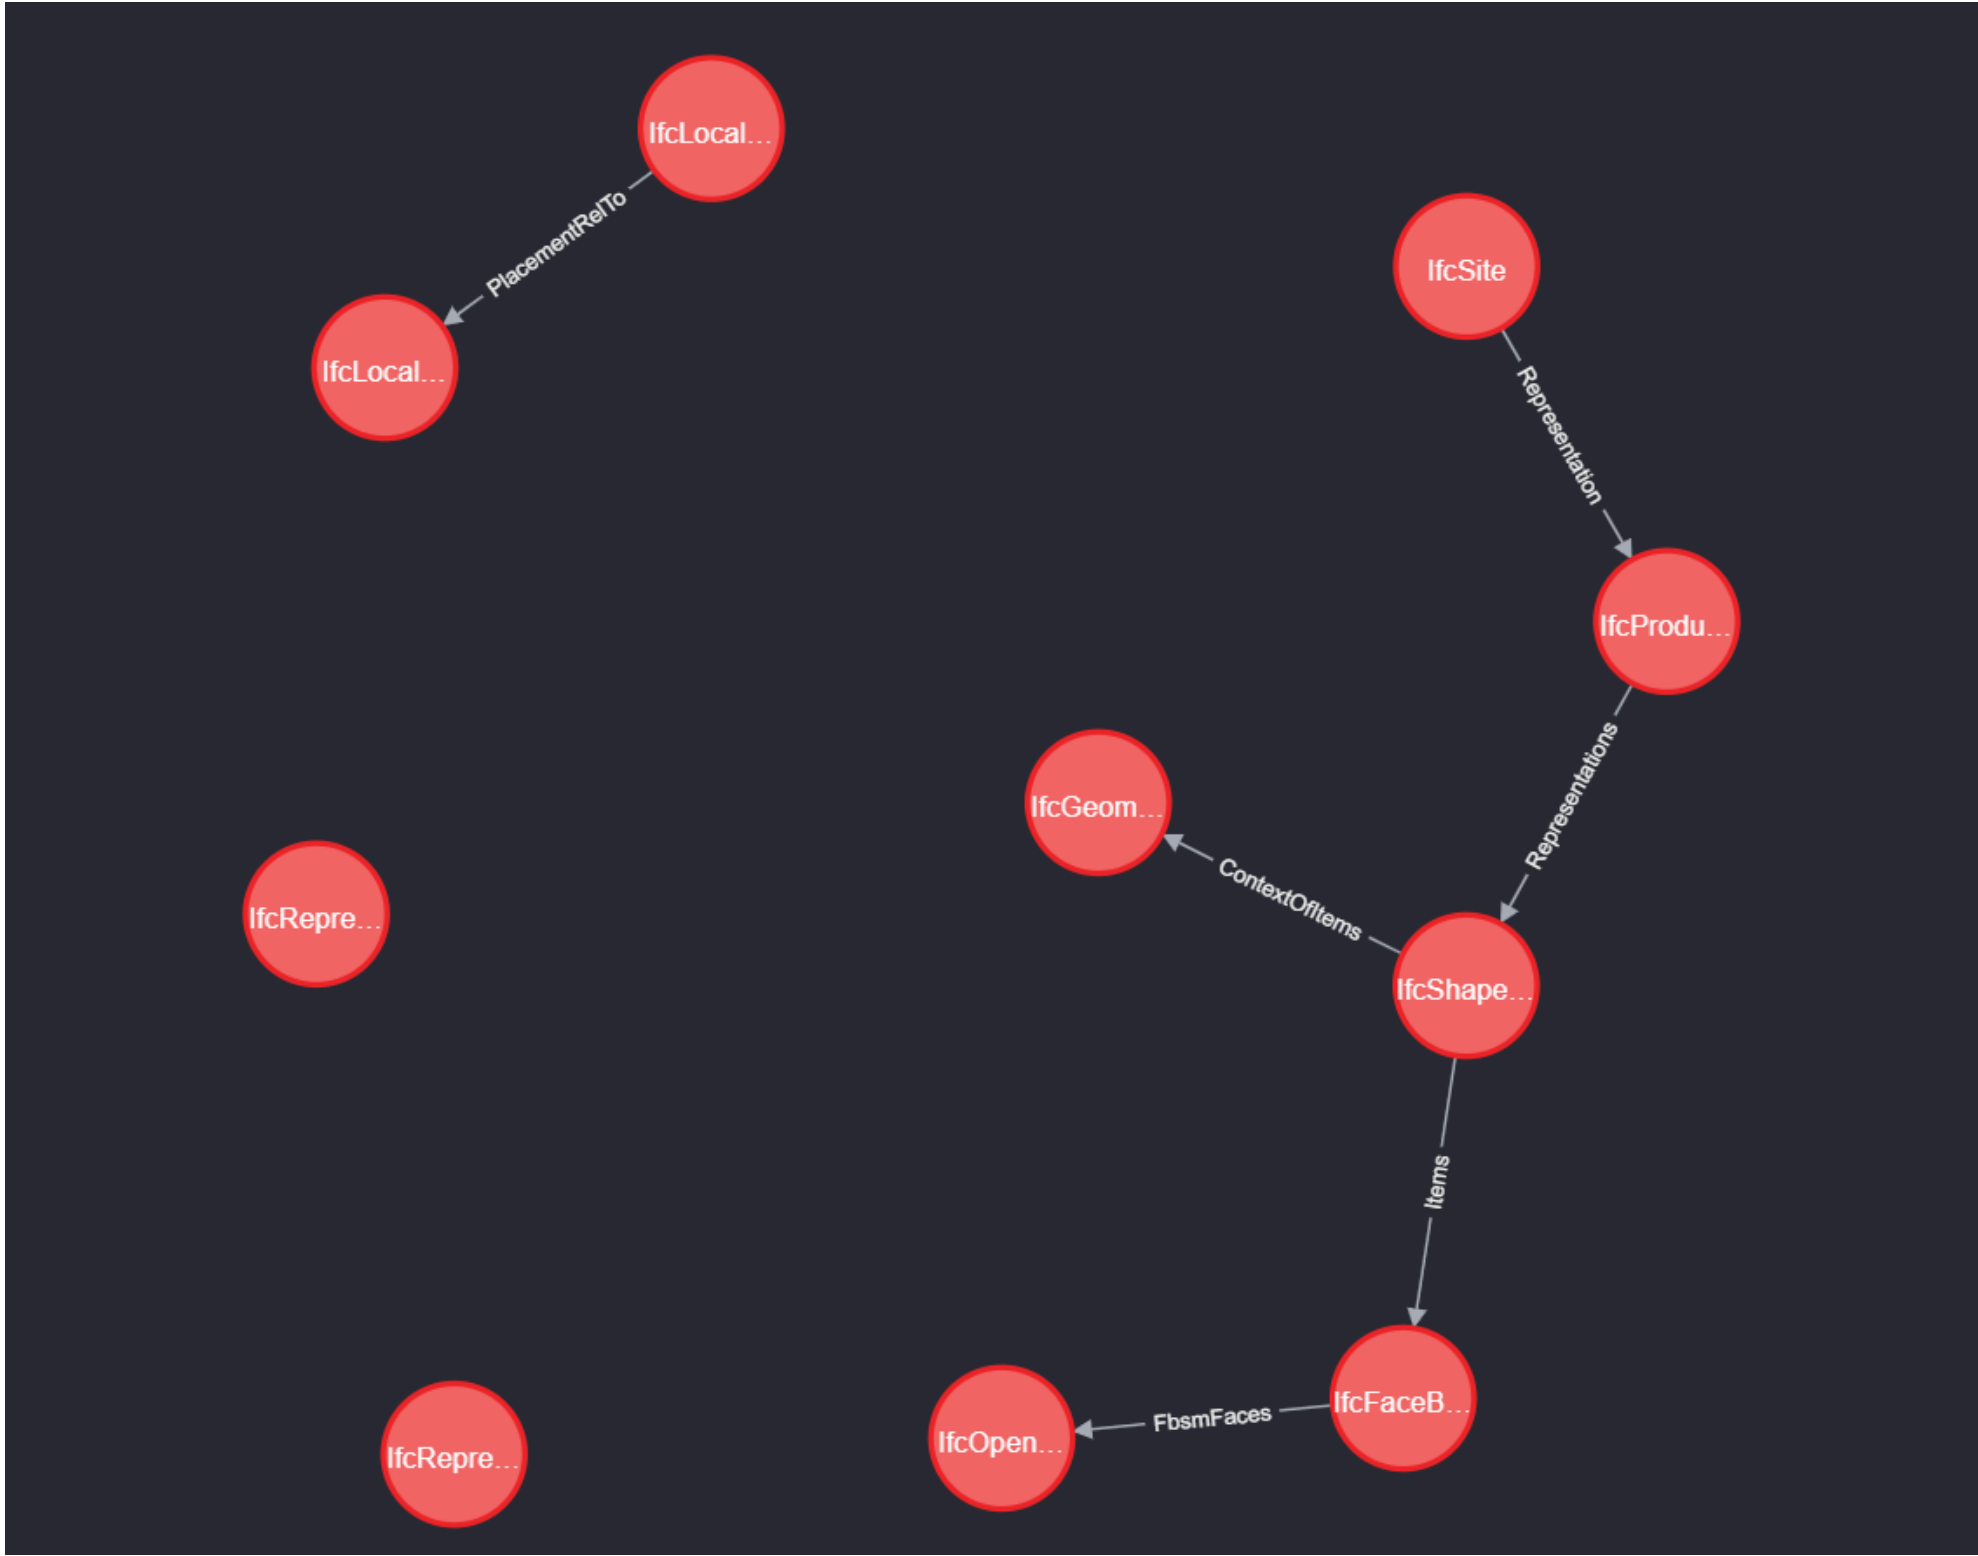 IfcLocal...
PlacementRelTo
IfcLocal...
IfcSite
Representation
IfcProdu...
Representations
IfcGeom...
ContextOfItems
IfcShape...
IfcRepre...
Items
IfcFaceB...
FbsmFaces
IfcOpen...
IfcRepre...